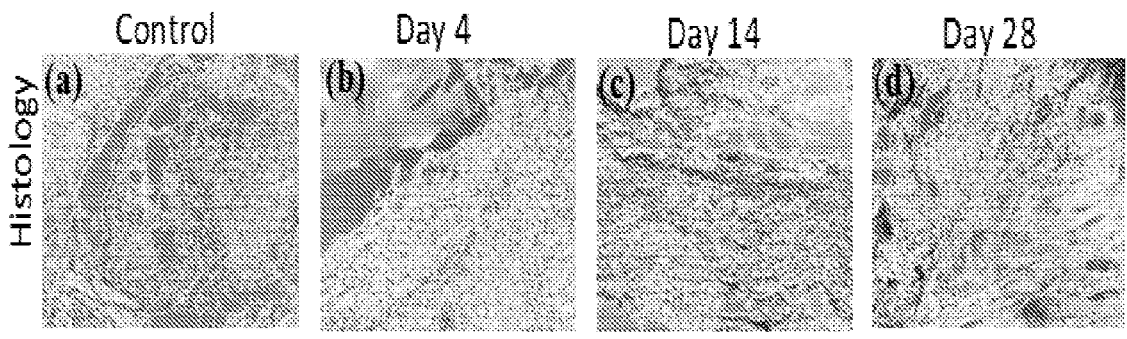 Control
Day 4
Day 14
Day 28
Histology
(a)
(b)
(c)
(d)